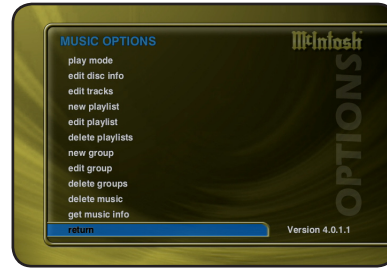 MUSIC OPTIONS
McIntosh
play mode
edit disc info
edit tracks
new playlist
edit playlist
delete playlists
new group
edit group
delete groups
delete music
get music info
return
Version 4.0.1.1
OPTIONS